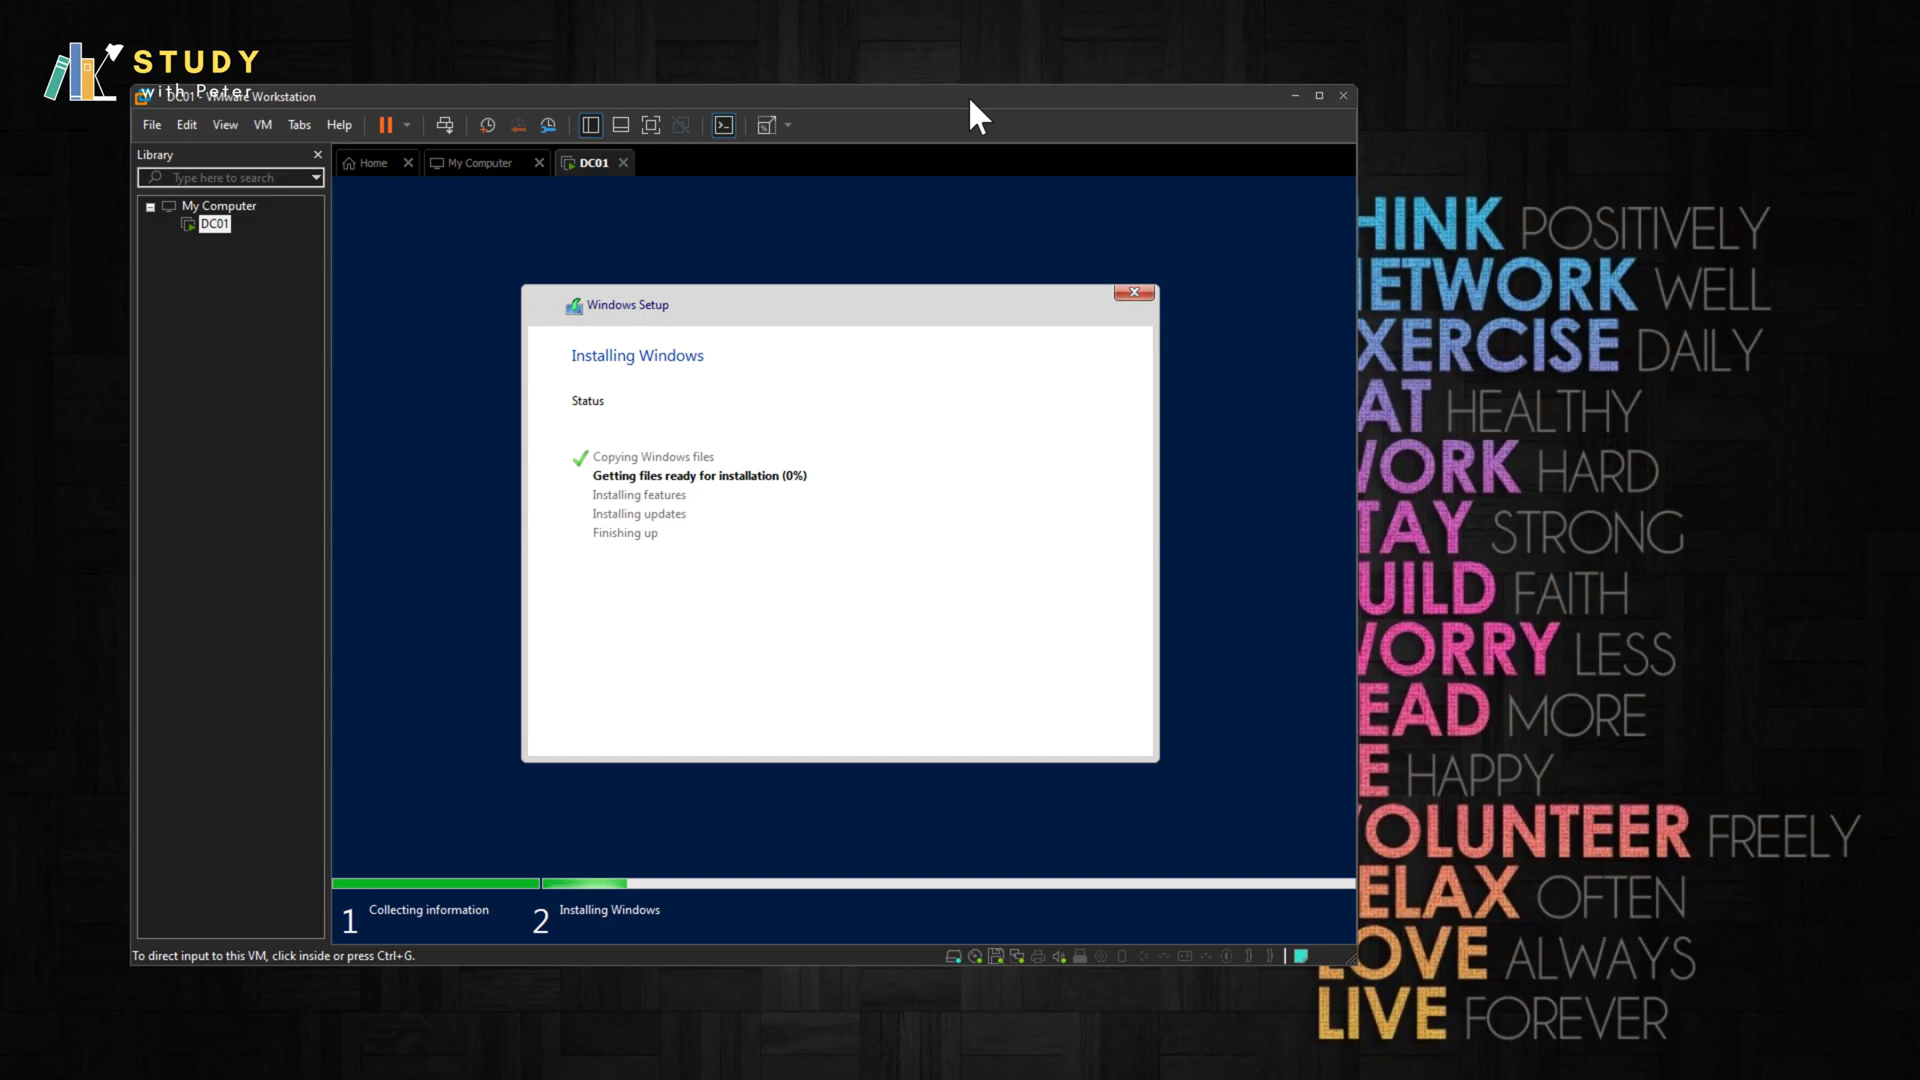 STUDY
with Peter
DC01 - VMware Workstation
File Edit View VM Tabs Help
Library
Type here to search
My Computer
DC01
Home My Computer DC01
Windows Setup
Installing Windows
Status
Copying Windows files
Getting files ready for installation (0%)
Installing features
Installing updates
Finishing up
1 Collecting information 2 Installing Windows
To direct input to this VM, click inside or press Ctrl+G.
HINK POSITIVELY
ETWORK WELL
XERCISE DAILY
AT HEALTHY
ORK HARD
TAY STRONG
UILD FAITH
ORRY LESS
EAD MORE
E HAPPY
VOLUNTEER FREELY
ELAX OFTEN
LOVE ALWAYS
LIVE FOREVER